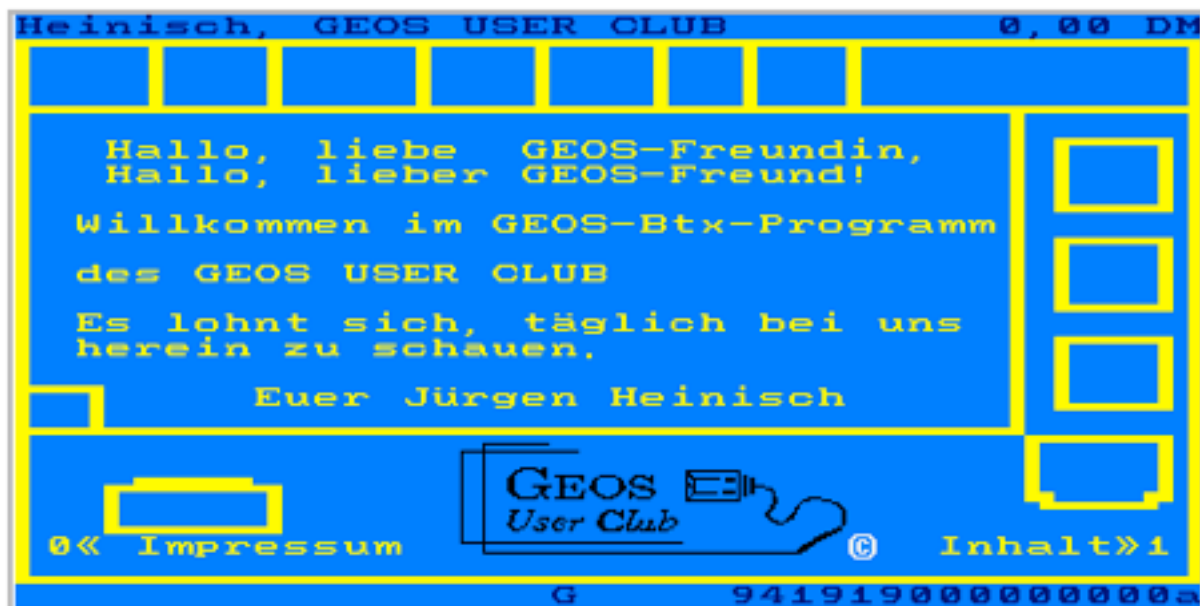 Heinisch, GEOS USER CLUB 0,00 DM
Hallo, liebe GEOS-Freundin,
Hallo, lieber GEOS-Freund!
Willkommen im GEOS-Btx-Programm
des GEOS USER CLUB
Es lohnt sich, täglich bei uns
herein zu schauen.
Euer Jürgen Heinisch
GEOS
User Club
0« Impressum © Inhalt»1
G 941919000000000a